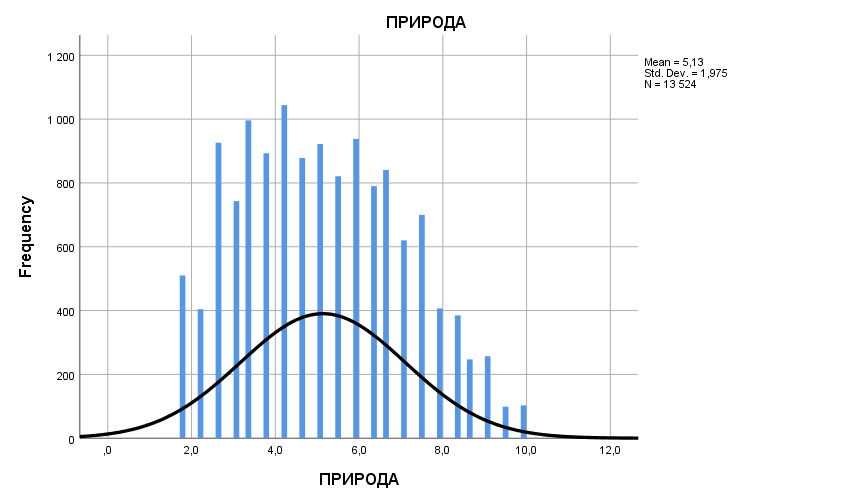 ПРИРОДА
Mean = 5,13
Std. Dev. = 1,975
N = 13 524
1 200
1 000
800
600
400
200
0
Frequency
,0
2,0
4,0
6,0
8,0
10,0
12,0
ПРИРОДА